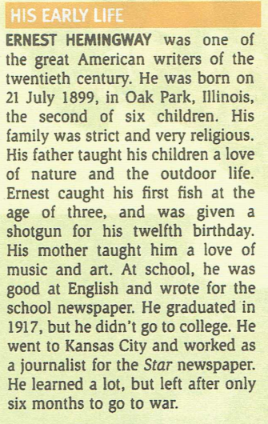 HIS EARLY LIFE
ERNEST HEMINGWAY was one of
the great American writers of the
twentieth century. He was born on
21 July 1899, in Oak Park, Illinois,
the second of six children. His
family was strict and very religious.
His father taught his children a love
of nature and the outdoor life.
Ernest caught his first fish at the
age of three, and was given a
shotgun for his twelfth birthday.
His mother taught him a love of
music and art. At school, he was
good at English and wrote for the
school newspaper. He graduated in
1917, but he didn't go to college. He
went to Kansas City and worked as
a journalist for the Star newspaper.
He learned a lot, but left after only
six months to go to war.